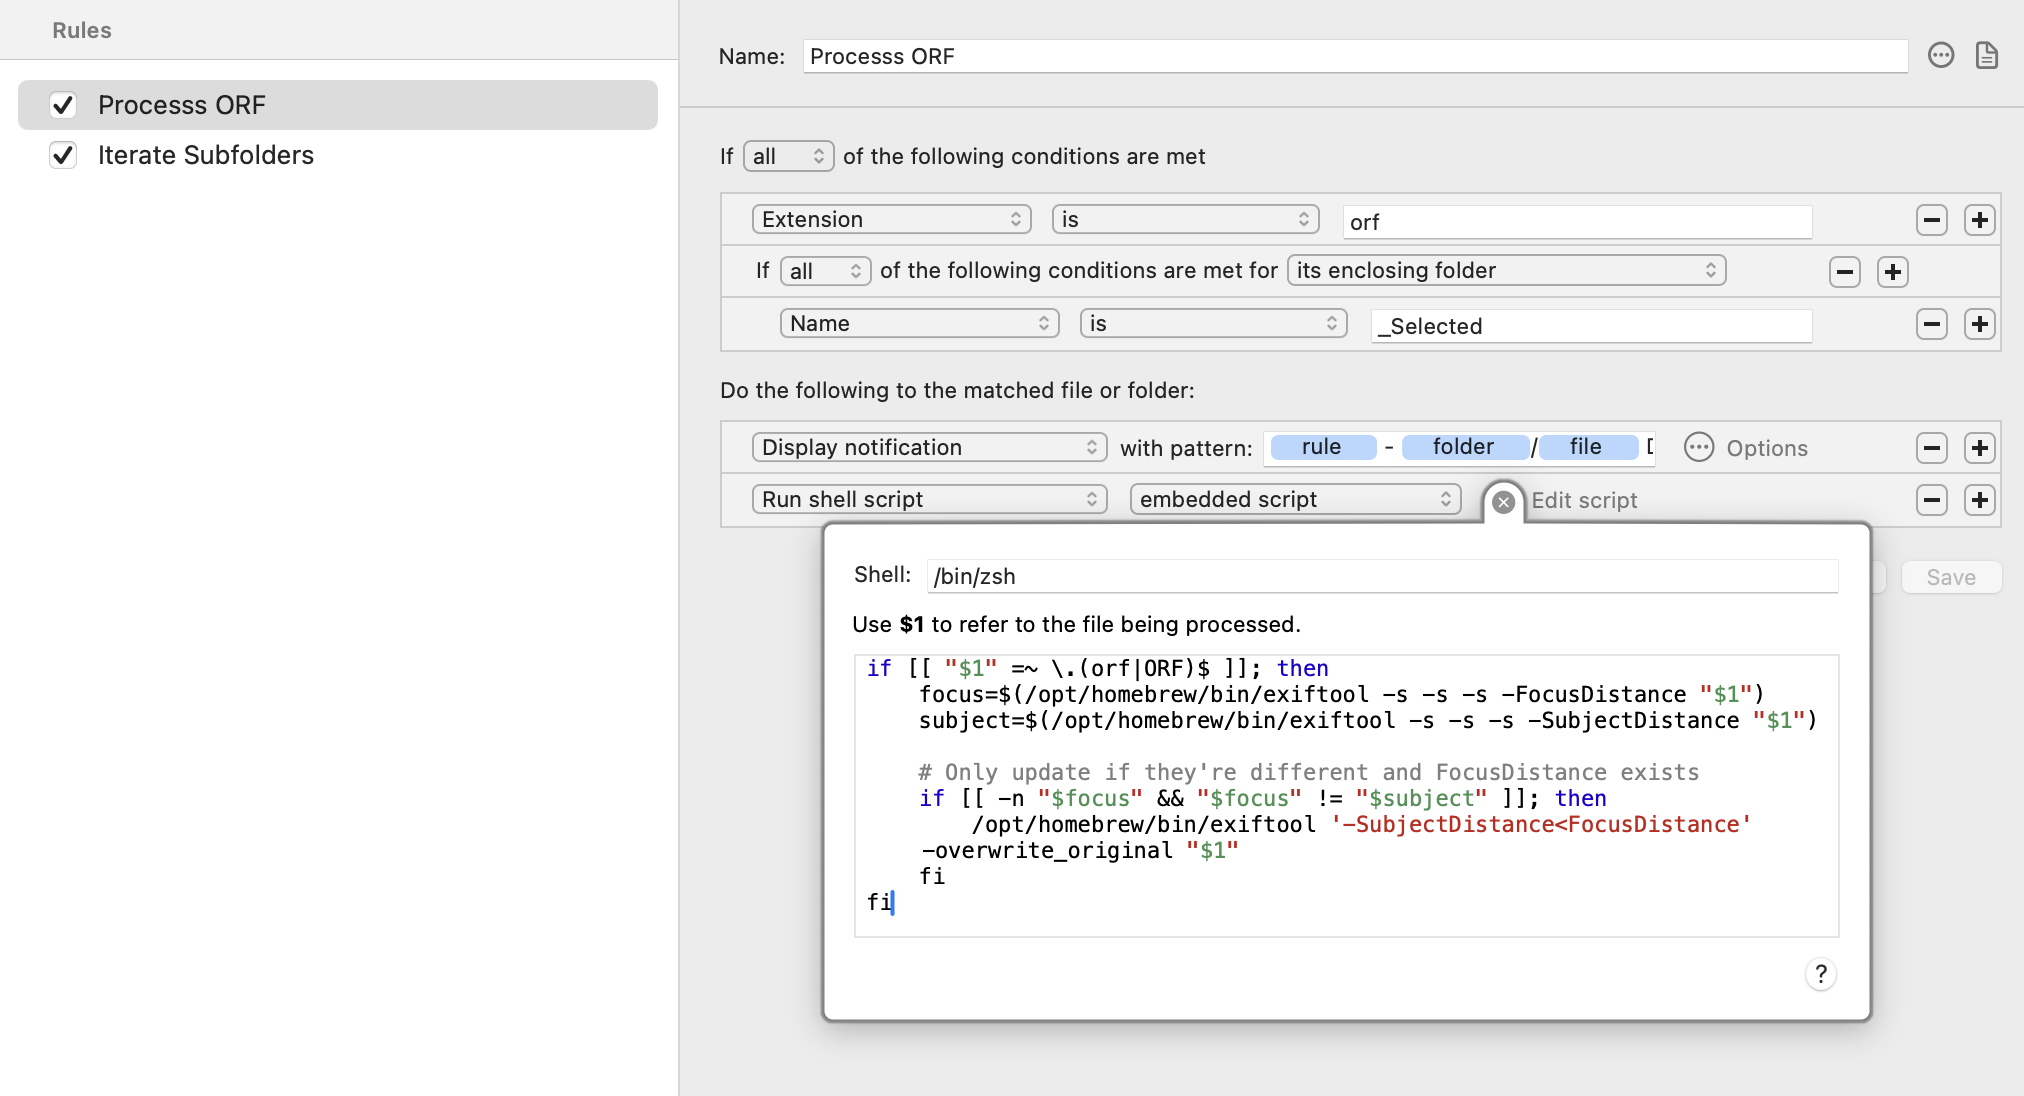 Rules
Processs ORF
Iterate Subfolders
Name: Processs ORF
If all of the following conditions are met
Extension is orf
If all of the following conditions are met for its enclosing folder
Name is _Selected
Do the following to the matched file or folder:
Display notification with pattern: rule - folder/file Options
Run shell script embedded script Edit script
Save
Shell: /bin/zsh
Use $1 to refer to the file being processed.
if [[ "$1" =~ \.(orf|ORF)$ ]]; then
    focus=$(/opt/homebrew/bin/exiftool -s -s -s -FocusDistance "$1")
    subject=$(/opt/homebrew/bin/exiftool -s -s -s -SubjectDistance "$1")
    # Only update if they're different and FocusDistance exists
    if [[ -n "$focus" && "$focus" != "$subject" ]]; then
        /opt/homebrew/bin/exiftool '-SubjectDistance<FocusDistance'
    -overwrite_original "$1"
    fi
fi
?